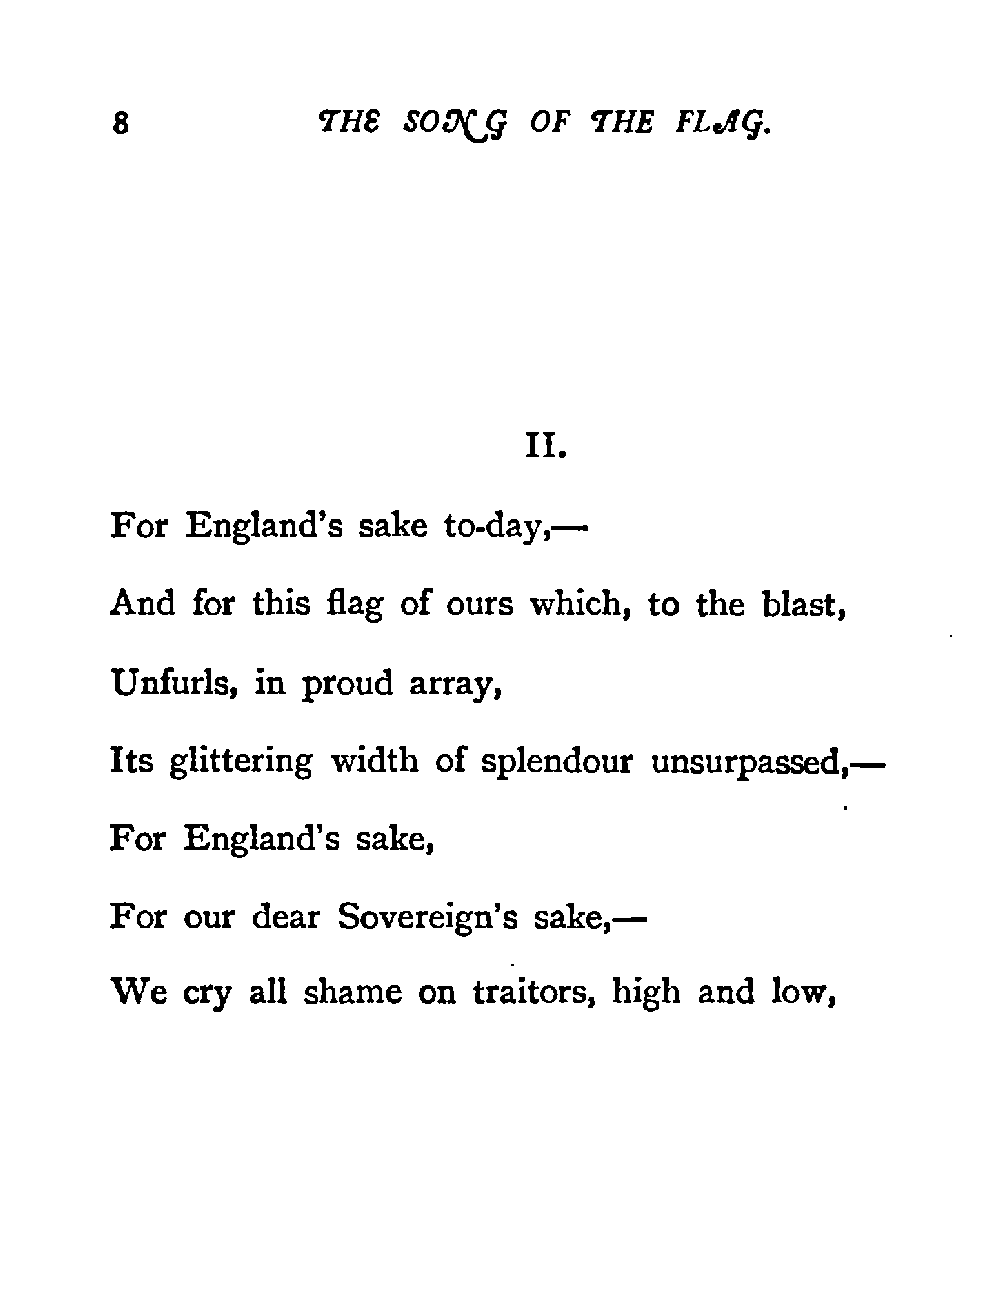 8 THE SONG OF THE FLAG.
II.
For England's sake to-day,—
And for this flag of ours which, to the blast,
Unfurls, in proud array,
Its glittering width of splendour unsurpassed,—
For England's sake,
For our dear Sovereign's sake,—
We cry all shame on traitors, high and low,